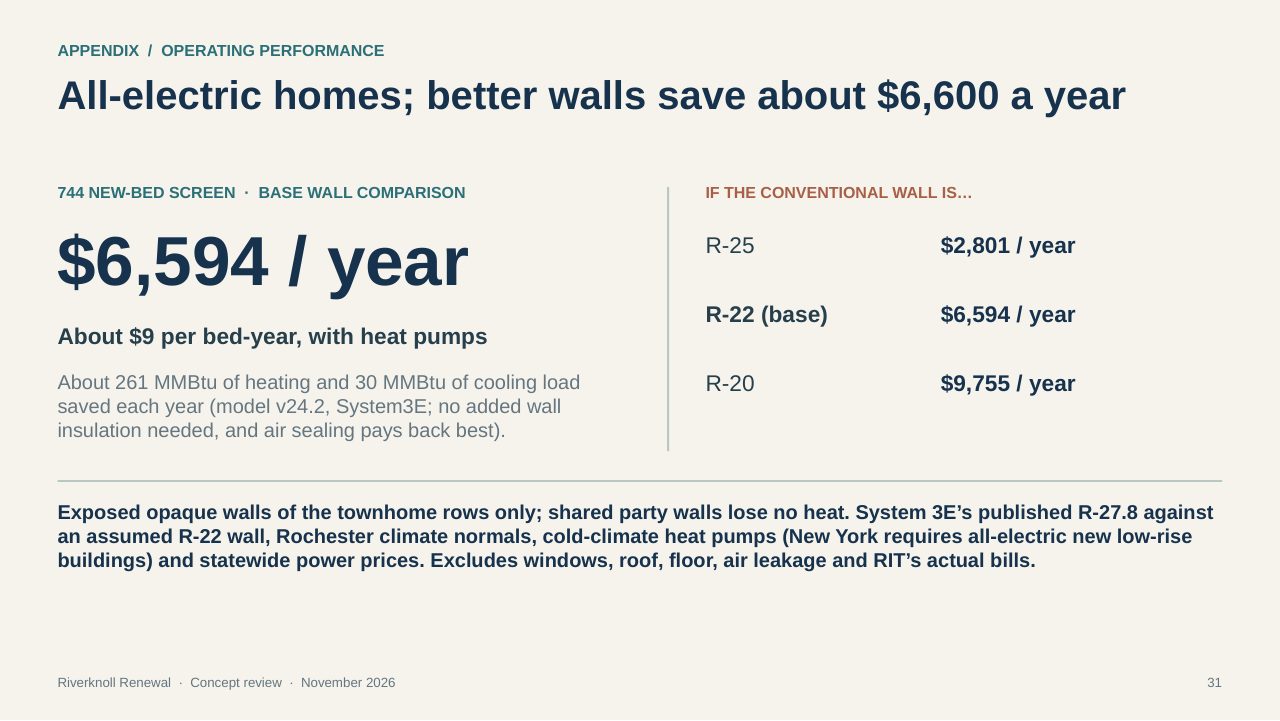 APPENDIX / OPERATING PERFORMANCE
All-electric homes; better walls save about $6,600 a year
744 NEW-BED SCREEN · BASE WALL COMPARISON
$6,594 / year
About $9 per bed-year, with heat pumps
About 261 MMBtu of heating and 30 MMBtu of cooling load
saved each year (model v24.2, System3E; no added wall
insulation needed, and air sealing pays back best).
IF THE CONVENTIONAL WALL IS…
R-25 $2,801 / year
R-22 (base) $6,594 / year
R-20 $9,755 / year
Exposed opaque walls of the townhome rows only; shared party walls lose no heat. System 3E’s published R-27.8 against
an assumed R-22 wall, Rochester climate normals, cold-climate heat pumps (New York requires all-electric new low-rise
buildings) and statewide power prices. Excludes windows, roof, floor, air leakage and RIT’s actual bills.
Riverknoll Renewal · Concept review · November 2026
31